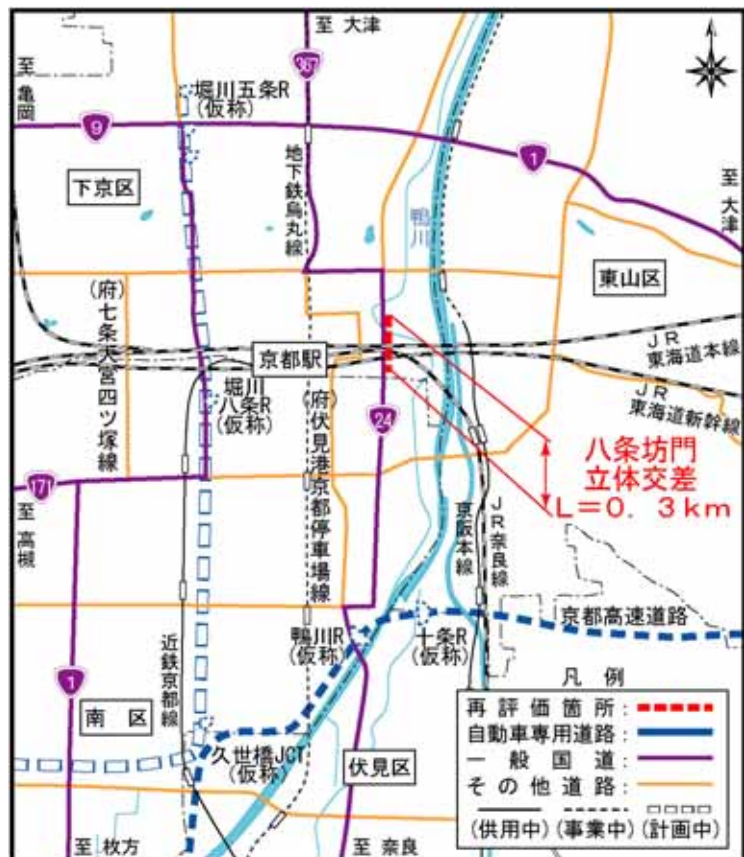 至 大津
至 亀岡
堀川五条R
(仮称)
367
9
地下鉄烏丸線
1
下京区
鴨川
至 大津
東山区
(府)七条大宮四ツ塚線
京都駅
JR
東海道本線
JR
東海道新幹線
堀川
八条R
(仮称)
(府)伏見港京都停車場線
24
八条坊門
立体交差
L=0.3km
171
至 高槻
京阪本線
JR奈良線
京都高速道路
鴨川R
(仮称)
十条R
(仮称)
近鉄京都線
1
南 区
久世橋JCT
(仮称)
伏見区
凡 例
再評価箇所:
自動車専用道路:
一般国道:
その他道路:
(供用中) (事業中) (計画中)
至 枚方
至 奈良